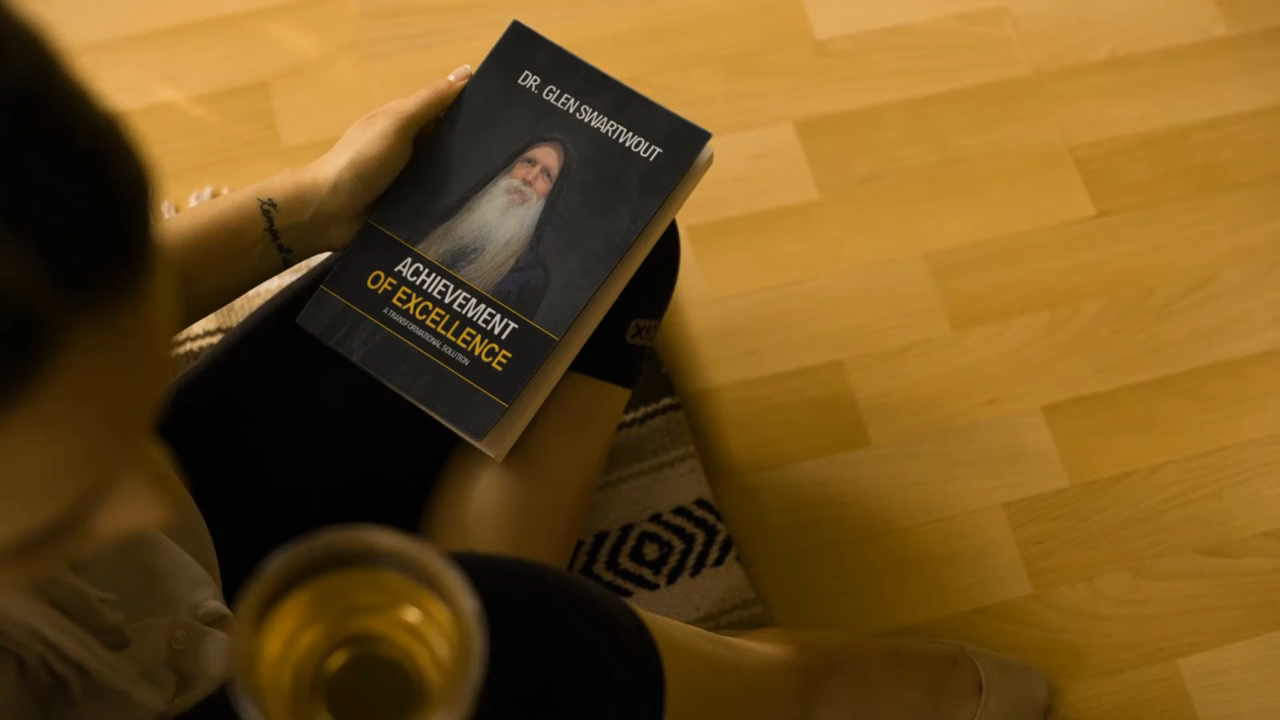 DR. GLEN SWARTWOUT
ACHIEVEMENT
OF EXCELLENCE
A TRANSFORMATIONAL SOLUTION